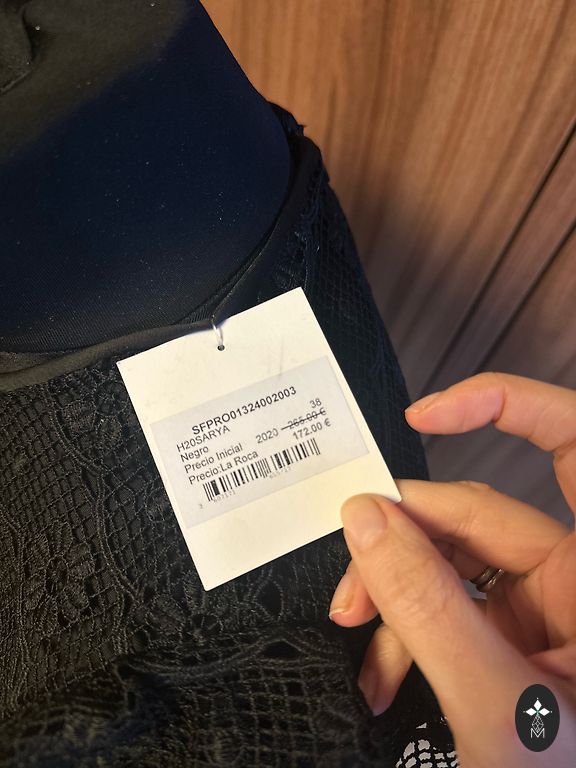 SFPRO01324002003
H20SARYA 38
Negro
Precio Inicial 2020 265.00 €
Precio:La Roca 172.00 €